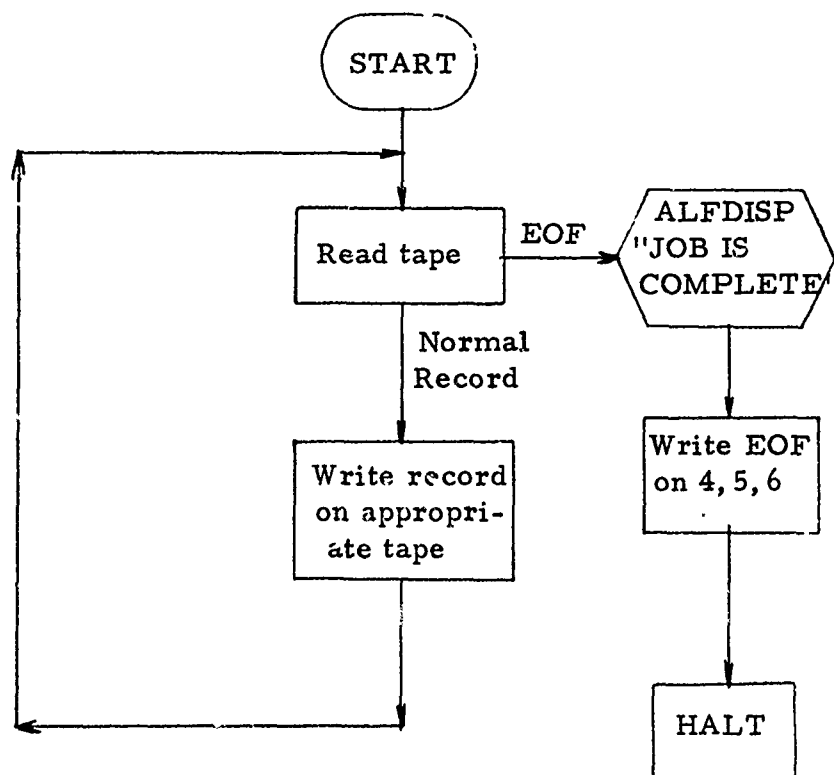 START
Read tape
EOF
ALFDISP
"JOB IS
COMPLETE'
Normal
Record
Write record
on appropri-
ate tape
Write EOF
on 4, 5, 6
HALT